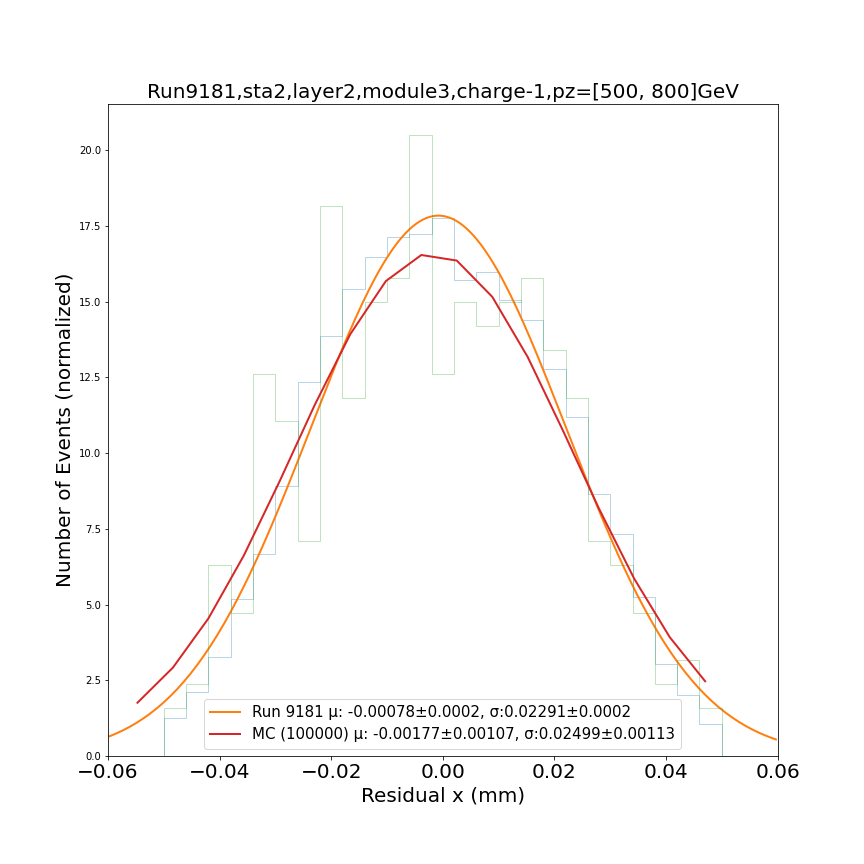 Run9181,sta2,layer2,module3,charge-1,pz=[500, 800]GeV
Number of Events (normalized)
20.0
17.5
15.0
12.5
10.0
7.5
5.0
2.5
0.0
Run 9181 μ: -0.00078±0.0002, σ:0.02291±0.0002
MC (100000) μ: -0.00177±0.00107, σ:0.02499±0.00113
−0.06 −0.04 −0.02 0.00 0.02 0.04 0.06
Residual x (mm)